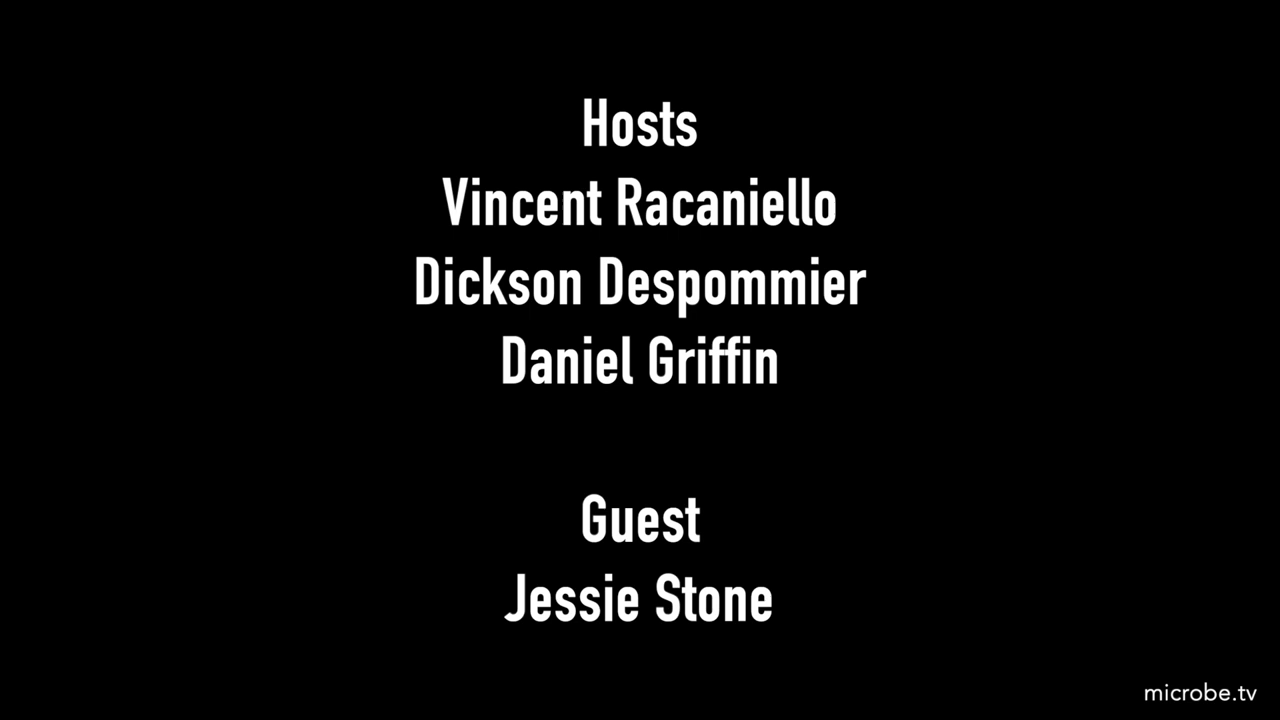 Hosts
Vincent Racaniello
Dickson Despommier
Daniel Griffin
Guest
Jessie Stone
microbe.tv